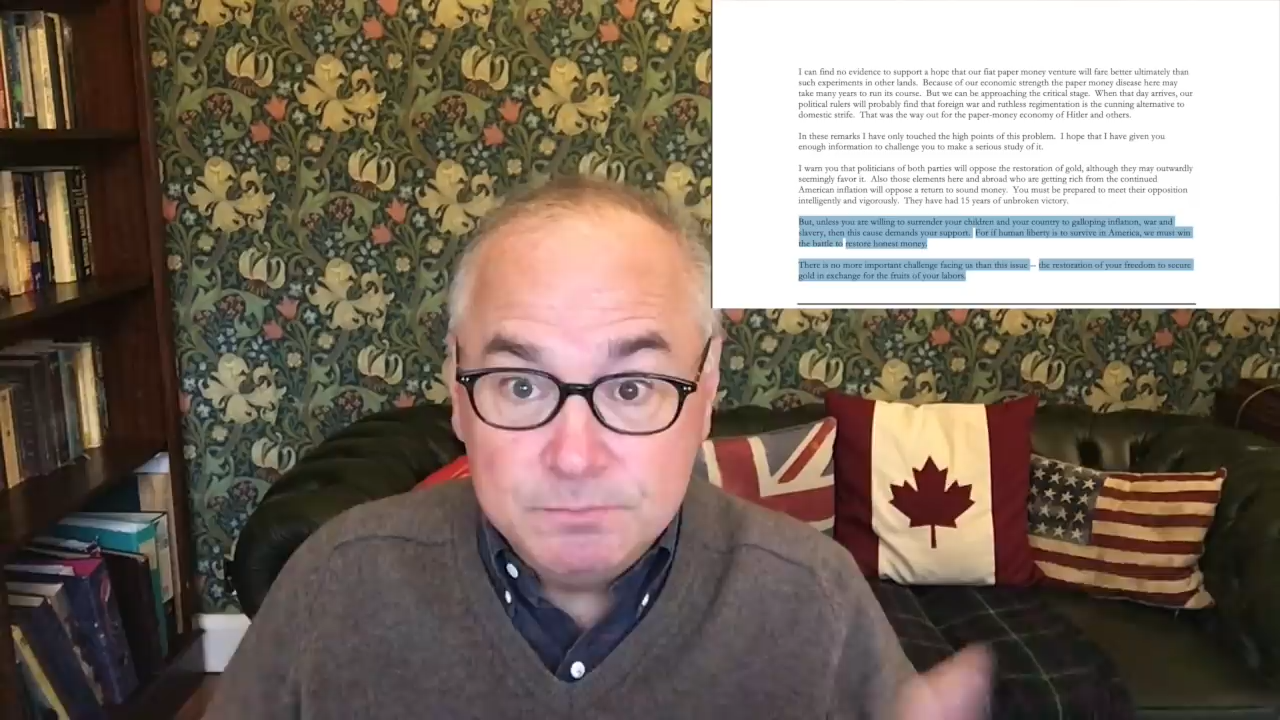 I can find no evidence to support a hope that our fiat paper money venture will fare better ultimately than
such experiments in other lands.  Because of our economic strength the paper money disease here may
take many years to run its course.  But we can be approaching the critical stage.  When that day arrives, our
political rulers will probably find that foreign war and ruthless regimentation is the cunning alternative to
domestic strife.  That was the way out for the paper-money economy of Hitler and others.
In these remarks I have only touched the high points of this problem.  I hope that I have given you
enough information to challenge you to make a serious study of it.
I warn you that politicians of both parties will oppose the restoration of gold, although they may outwardly
seemingly favor it.  Also those elements here and abroad who are getting rich from the continued
American inflation will oppose a return to sound money.  You must be prepared to meet their opposition
intelligently and vigorously.  They have had 15 years of unbroken victory.
But, unless you are willing to surrender your children and your country to galloping inflation, war and
slavery, then this cause demands your support.  For if human liberty is to survive in America, we must win
the battle to restore honest money.
There is no more important challenge facing us than this issue – the restoration of your freedom to secure
gold in exchange for the fruits of your labors.